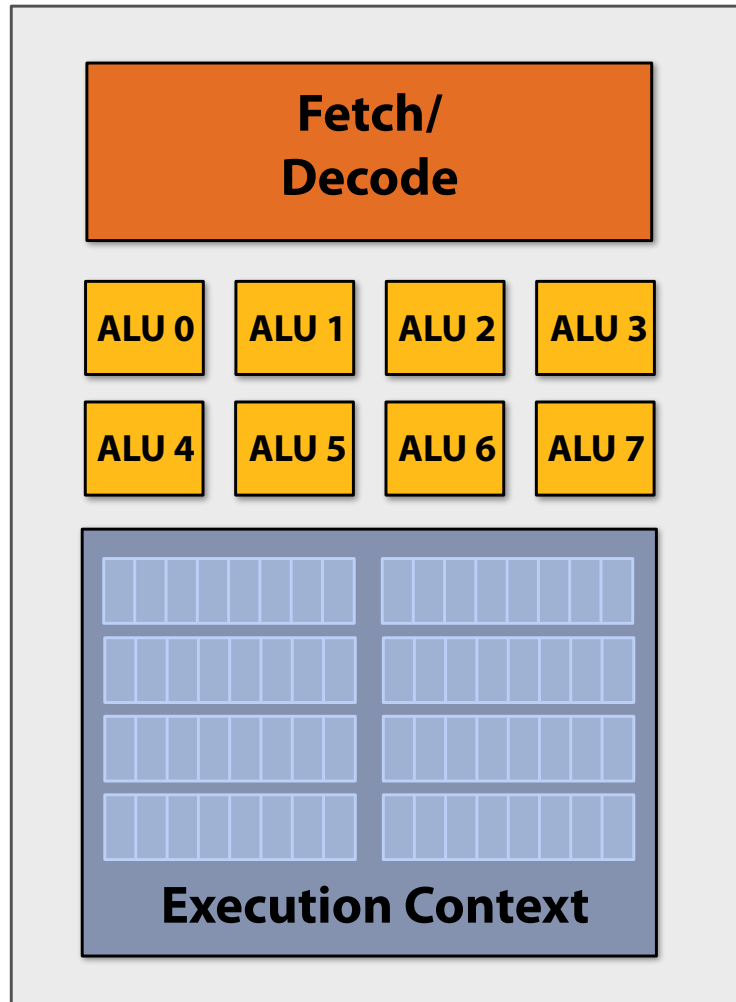 Fetch/
Decode
ALU 0 ALU 1 ALU 2 ALU 3
ALU 4 ALU 5 ALU 6 ALU 7
Execution Context